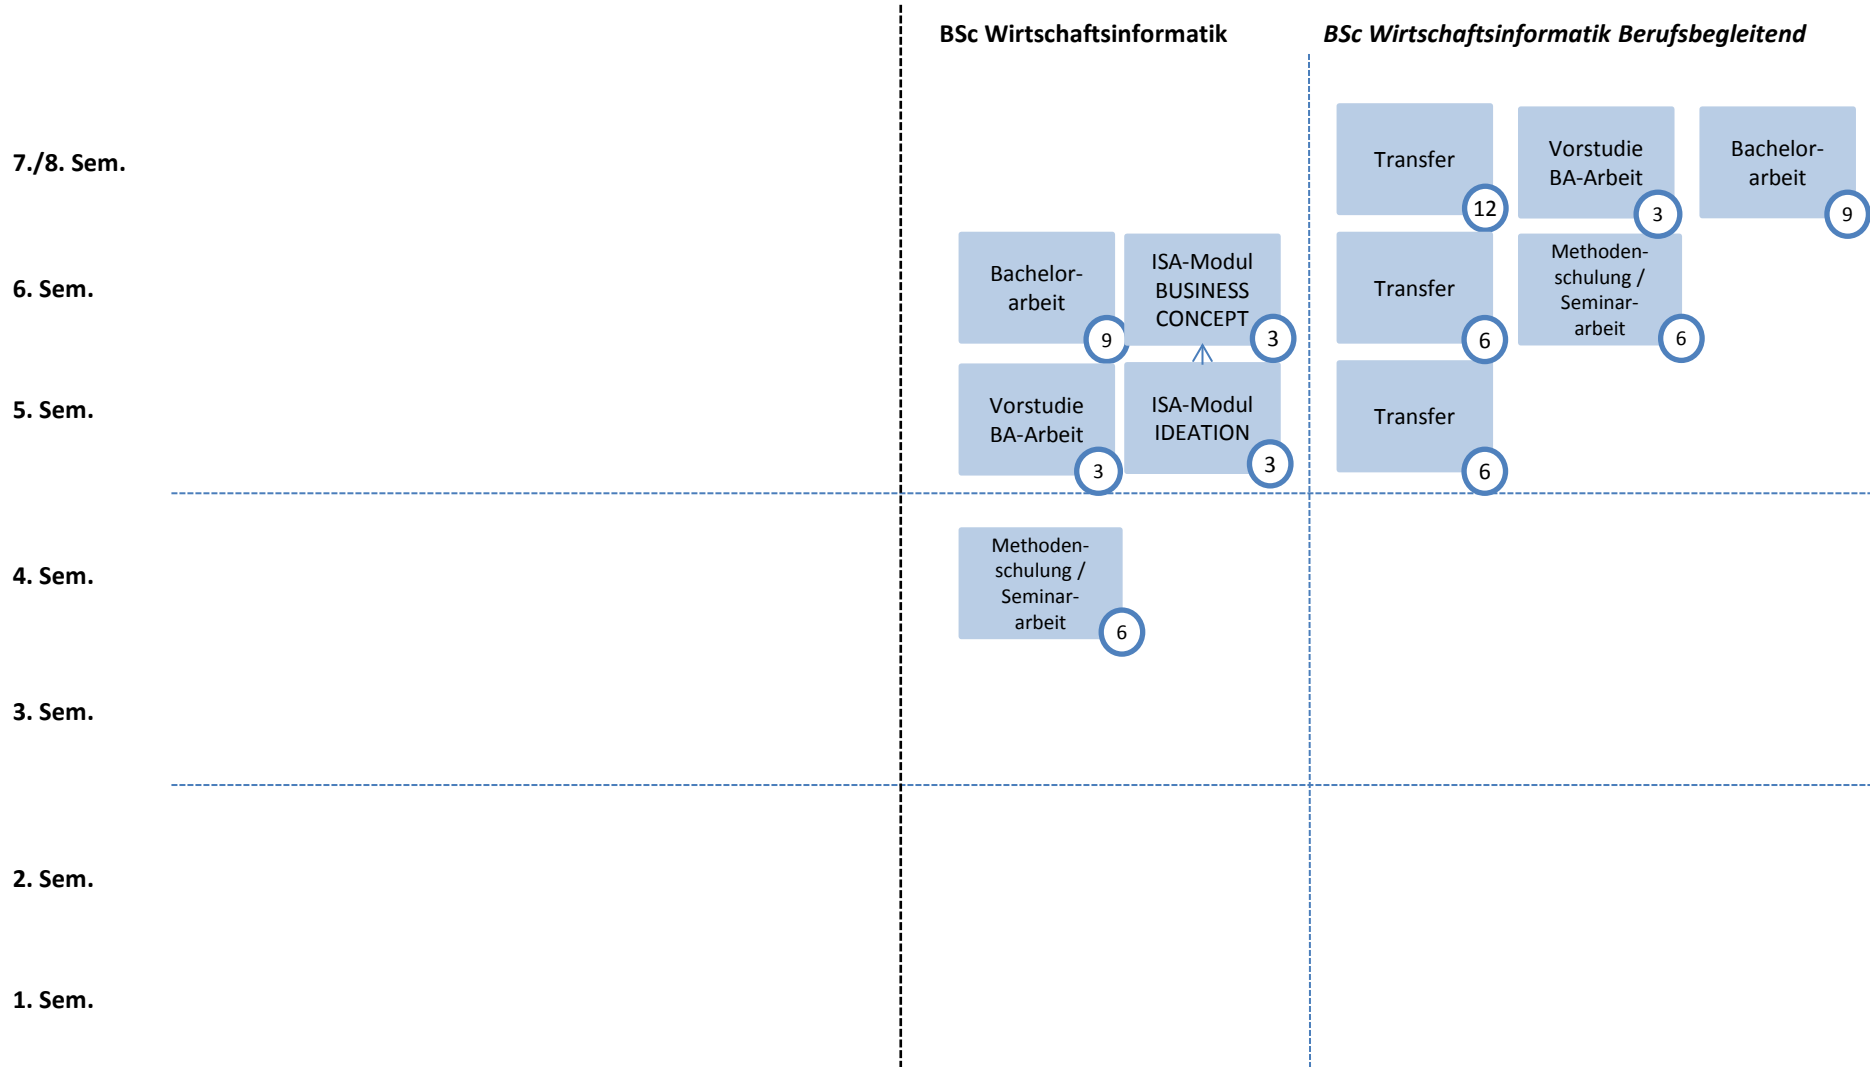 BSc Wirtschaftsinformatik
BSc Wirtschaftsinformatik Berufsbegleitend
7./8. Sem.
Transfer
12
Vorstudie
BA-Arbeit
3
Bachelor-
arbeit
9
6. Sem.
Bachelor-
arbeit
9
ISA-Modul
BUSINESS
CONCEPT
3
Transfer
6
Methoden-
schulung /
Seminar-
arbeit
6
5. Sem.
Vorstudie
BA-Arbeit
3
ISA-Modul
IDEATION
3
Transfer
6
4. Sem.
Methoden-
schulung /
Seminar-
arbeit
6
3. Sem.
2. Sem.
1. Sem.